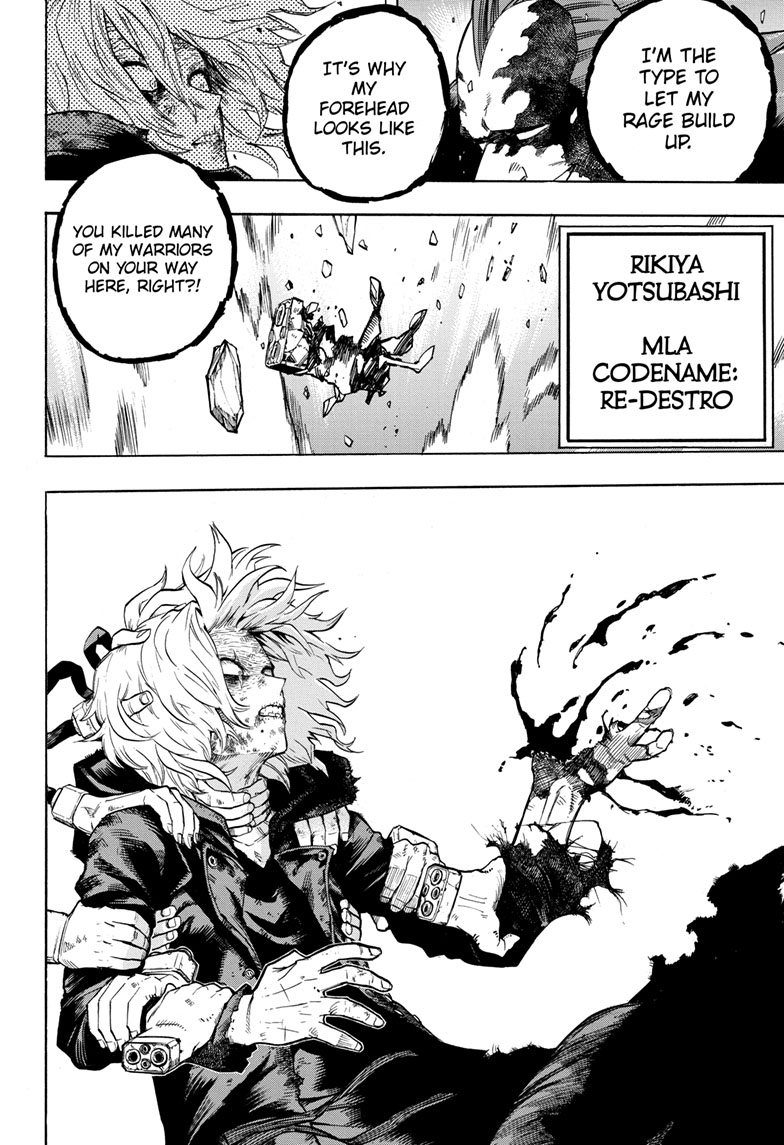 I'M THE
TYPE TO
LET MY
RAGE BUILD
UP.
IT'S WHY
MY
FOREHEAD
LOOKS LIKE
THIS.
RIKIYA
YOTSUBASHI
MLA
CODENAME:
RE-DESTRO
YOU KILLED MANY
OF MY WARRIORS
ON YOUR WAY
HERE, RIGHT?!